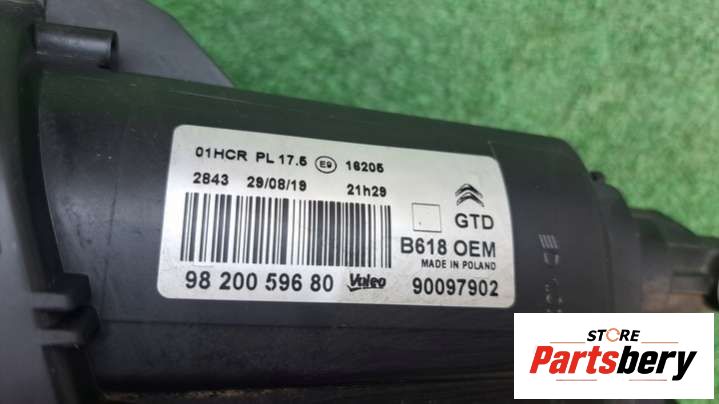 01HCR PL 17.5 E9 16205
2843 29/08/19 21h29
GTD
B618 OEM
MADE IN POLAND
98 200 596 80 Valeo 90097902
STORE
Partsbery